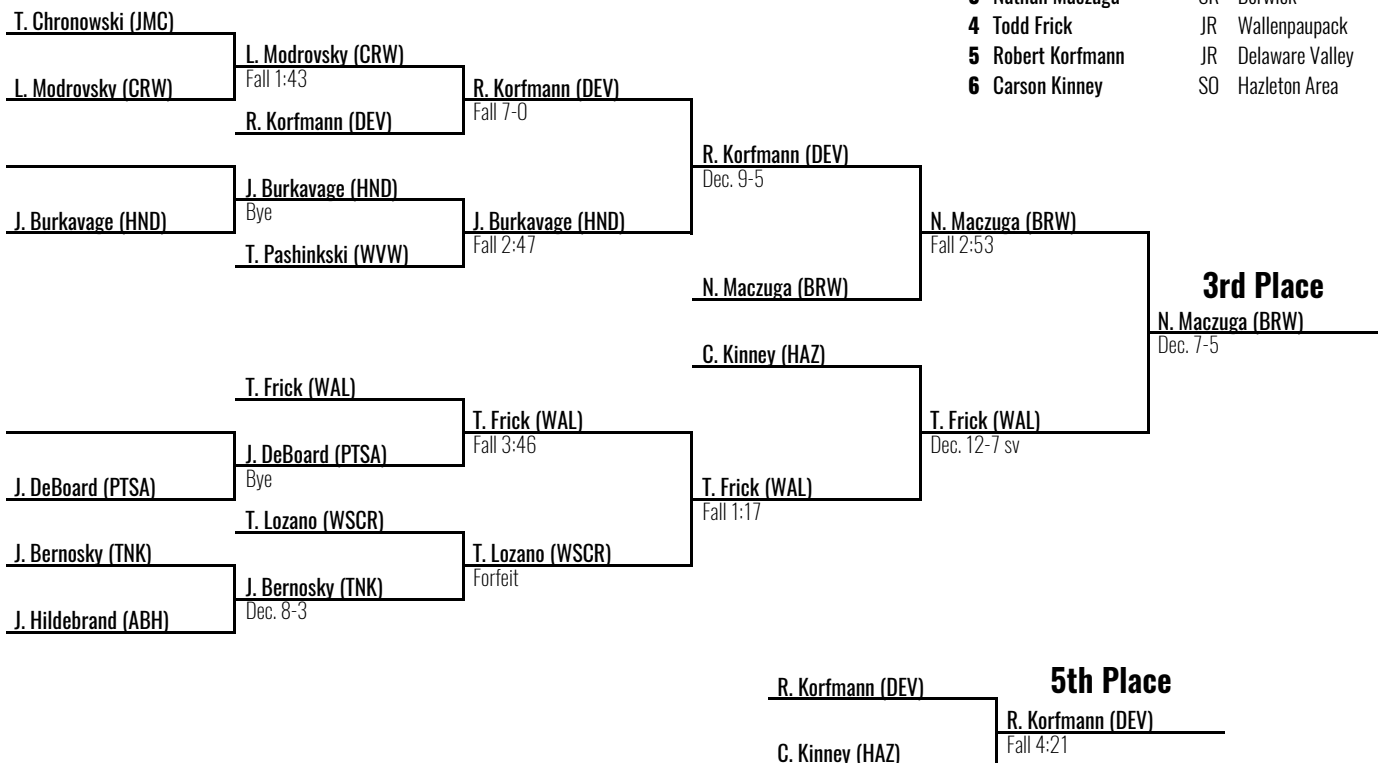 3 Nathan Maczuga Berwick
4 Todd Frick JR Wallenpaupack
5 Robert Korfmann JR Delaware Valley
6 Carson Kinney SO Hazleton Area
T. Chronowski (JMC)
L. Modrovsky (CRW)
L. Modrovsky (CRW)
Fall 1:43
R. Korfmann (DEV)
R. Korfmann (DEV)
Fall 7-0
J. Burkavage (HND)
J. Burkavage (HND)
Bye
T. Pashinkski (WVW)
J. Burkavage (HND)
Fall 2:47
R. Korfmann (DEV)
Dec. 9-5
N. Maczuga (BRW)
N. Maczuga (BRW)
Fall 2:53
3rd Place
N. Maczuga (BRW)
Dec. 7-5
C. Kinney (HAZ)
T. Frick (WAL)
Dec. 12-7 sv
T. Frick (WAL)
T. Frick (WAL)
Fall 3:46
J. DeBoard (PTSA)
Bye
J. DeBoard (PTSA)
T. Frick (WAL)
Fall 1:17
T. Lozano (WSCR)
T. Lozano (WSCR)
Forfeit
J. Bernosky (TNK)
J. Bernosky (TNK)
Dec. 8-3
J. Hildebrand (ABH)
5th Place
R. Korfmann (DEV)
R. Korfmann (DEV)
Fall 4:21
C. Kinney (HAZ)